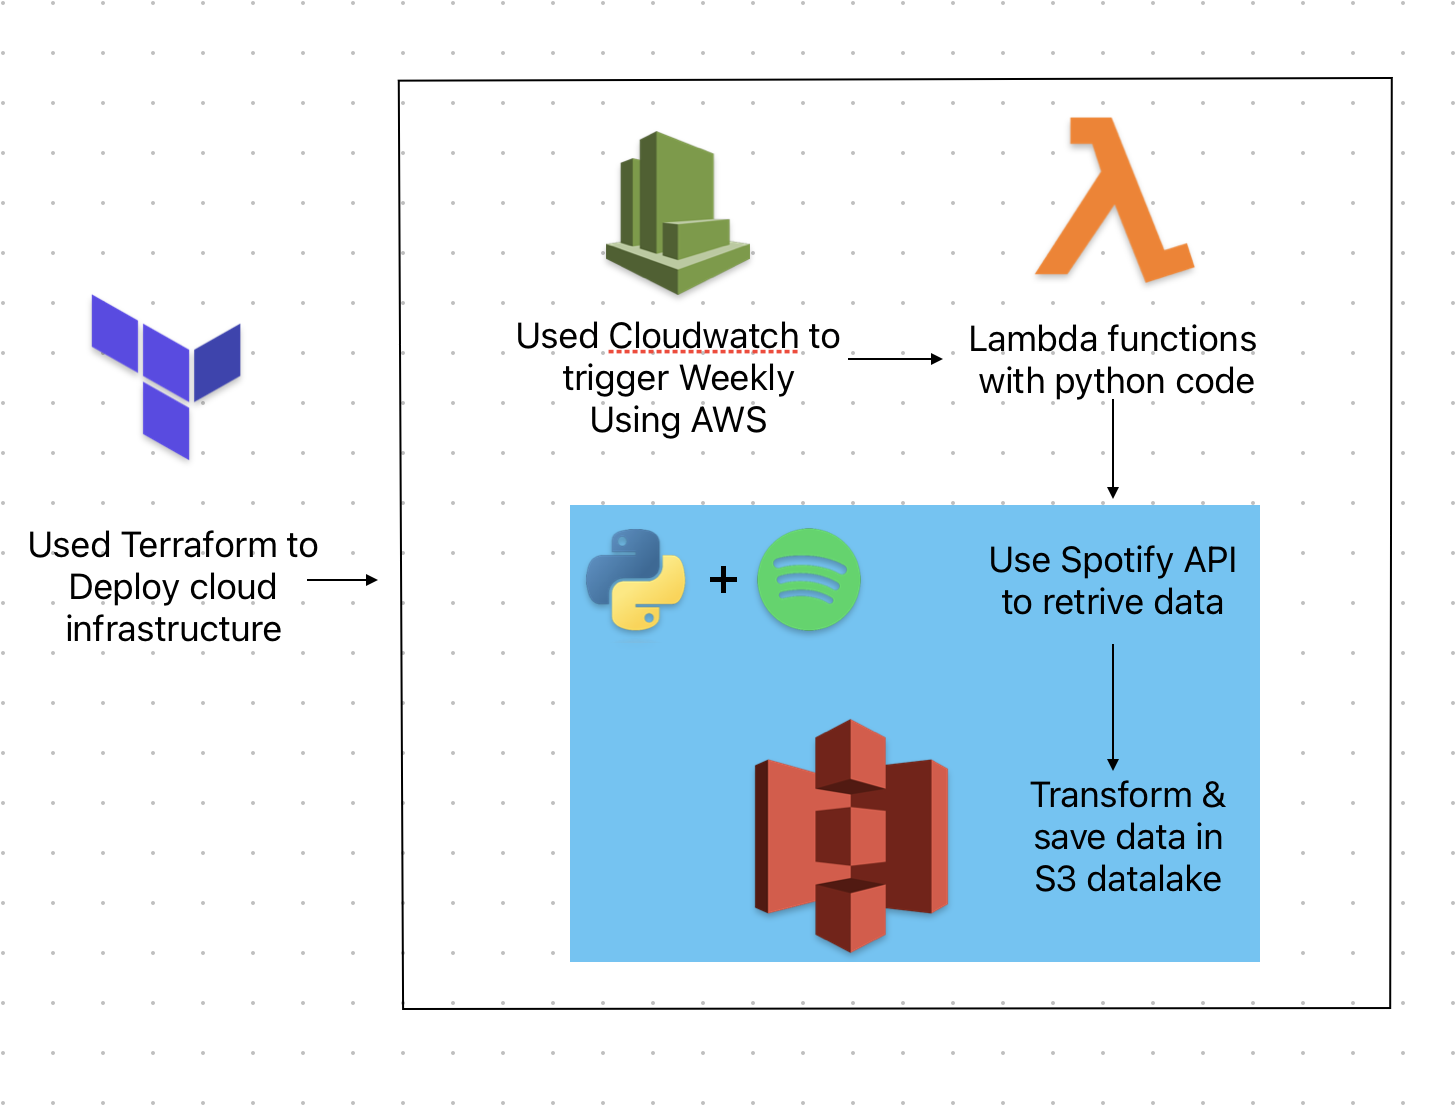 Used Cloudwatch to
trigger Weekly
Using AWS
Lambda functions
with python code
Used Terraform to
Deploy cloud
infrastructure
+
Use Spotify API
to retrive data
Transform &
save data in
S3 datalake